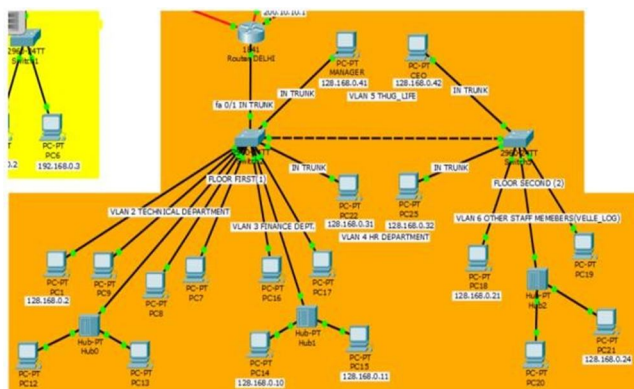 200.10.10.1
1841
Router DELHI
2960-24TT
Switch1
PC-PT
MANAGER
128.168.0.41
PC-PT
CEO
128.168.0.42
IN TRUNK
VLAN 5 THUG_LIFE
IN TRUNK
fa 0/1 IN TRUNK
PC-PT
PC6
192.168.0.3
0.2
IN TRUNK
IN TRUNK
FLOOR FIRST(1)
FLOOR SECOND (2)
PC-PT
PC22
128.168.0.31
PC-PT
PC25
128.168.0.32
VLAN 2 TECHNICAL DEPARTMENT
VLAN 3 FINANCE DEPT.
VLAN 4 HR DEPARTMENT
VLAN 6 OTHER STAFF MEMEBERS(VELLE_LOG)
PC-PT
PC1
128.168.0.2
PC-PT
PC9
PC-PT
PC8
PC-PT
PC7
PC-PT
PC16
PC-PT
PC17
PC-PT
PC18
128.168.0.21
Hub-PT
Hub2
PC-PT
PC19
Hub-PT
Hub0
Hub-PT
Hub1
PC-PT
PC12
PC-PT
PC13
PC-PT
PC14
128.168.0.10
PC-PT
PC15
128.168.0.11
PC-PT
PC20
PC-PT
PC21
128.168.0.24